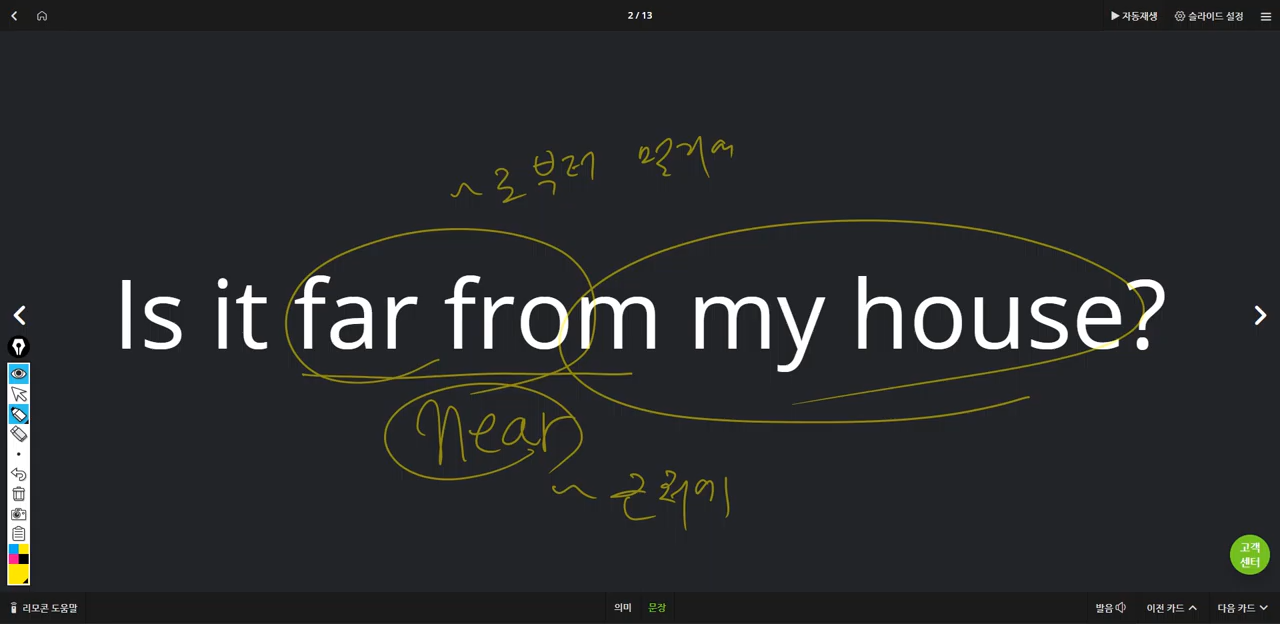 2 / 13
자동재생
슬라이드 설정
~로부터 멀리에
Is it far from my house?
Near
~근처에
고객
센터
리모콘 도움말
의미
문장
발음
이전 카드
다음 카드